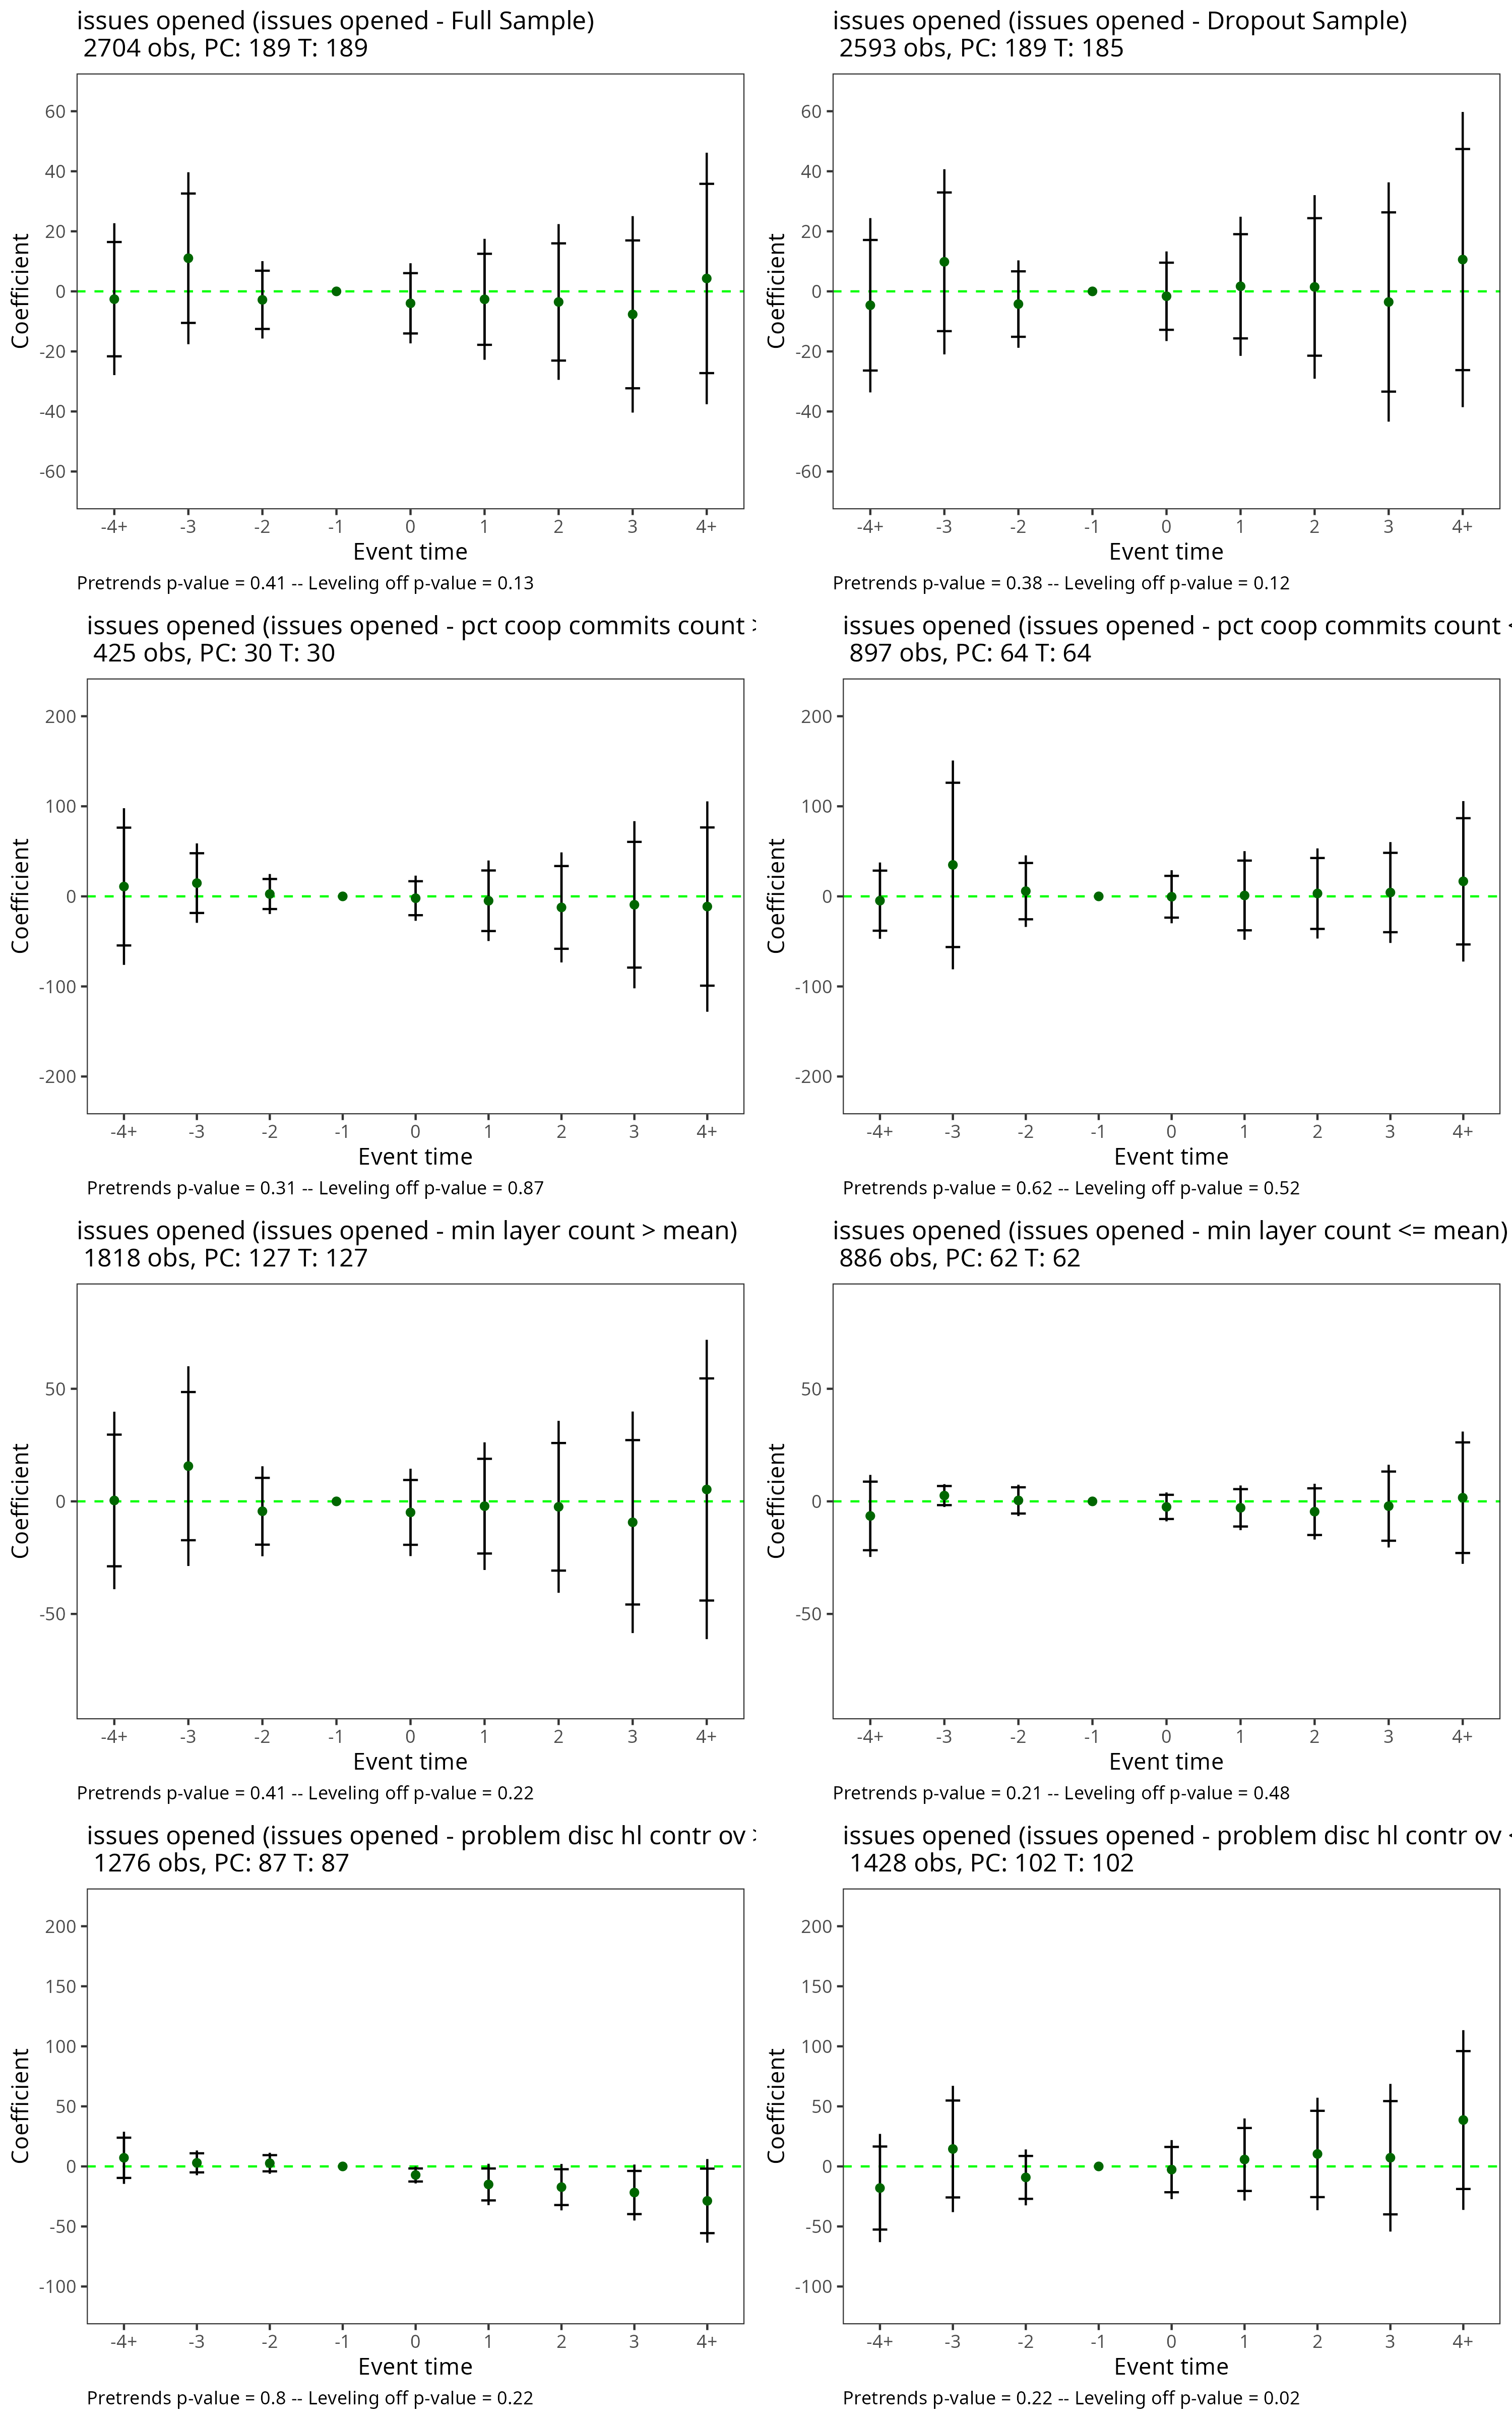 issues opened (issues opened - Full Sample)
2704 obs, PC: 189 T: 189
60
40
20
0
-20
-40
-60
Coefficient
-4+ -3 -2 -1 0 1 2 3 4+
Event time
Pretrends p-value = 0.41 -- Leveling off p-value = 0.13
issues opened (issues opened - Dropout Sample)
2593 obs, PC: 189 T: 185
60
40
20
0
-20
-40
-60
Coefficient
-4+ -3 -2 -1 0 1 2 3 4+
Event time
Pretrends p-value = 0.38 -- Leveling off p-value = 0.12
issues opened (issues opened - pct coop commits count >
425 obs, PC: 30 T: 30
200
100
0
-100
-200
Coefficient
-4+ -3 -2 -1 0 1 2 3 4+
Event time
Pretrends p-value = 0.31 -- Leveling off p-value = 0.87
issues opened (issues opened - pct coop commits count <
897 obs, PC: 64 T: 64
200
100
0
-100
-200
Coefficient
-4+ -3 -2 -1 0 1 2 3 4+
Event time
Pretrends p-value = 0.62 -- Leveling off p-value = 0.52
issues opened (issues opened - min layer count > mean)
1818 obs, PC: 127 T: 127
50
0
-50
Coefficient
-4+ -3 -2 -1 0 1 2 3 4+
Event time
Pretrends p-value = 0.41 -- Leveling off p-value = 0.22
issues opened (issues opened - min layer count <= mean)
886 obs, PC: 62 T: 62
50
0
-50
Coefficient
-4+ -3 -2 -1 0 1 2 3 4+
Event time
Pretrends p-value = 0.21 -- Leveling off p-value = 0.48
issues opened (issues opened - problem disc hl contr ov >
1276 obs, PC: 87 T: 87
200
150
100
50
0
-50
-100
Coefficient
-4+ -3 -2 -1 0 1 2 3 4+
Event time
Pretrends p-value = 0.8 -- Leveling off p-value = 0.22
issues opened (issues opened - problem disc hl contr ov <
1428 obs, PC: 102 T: 102
200
150
100
50
0
-50
-100
Coefficient
-4+ -3 -2 -1 0 1 2 3 4+
Event time
Pretrends p-value = 0.22 -- Leveling off p-value = 0.02